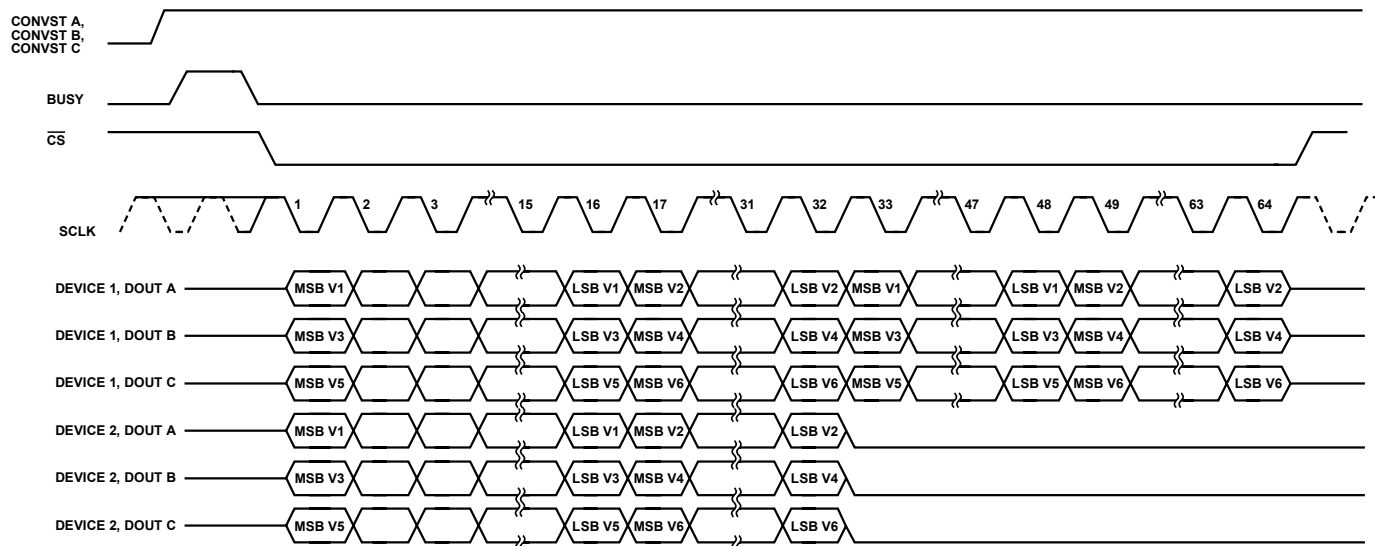 CONVST A,
CONVST B,
CONVST C
BUSY
CS
SCLK
1 2 3 15 16 17 31 32 33 47 48 49 63 64
DEVICE 1, DOUT A MSB V1 LSB V1 MSB V2 LSB V2 MSB V1 LSB V1 MSB V2 LSB V2
DEVICE 1, DOUT B MSB V3 LSB V3 MSB V4 LSB V4 MSB V3 LSB V3 MSB V4 LSB V4
DEVICE 1, DOUT C MSB V5 LSB V5 MSB V6 LSB V6 MSB V5 LSB V5 MSB V6 LSB V6
DEVICE 2, DOUT A MSB V1 LSB V1 MSB V2 LSB V2
DEVICE 2, DOUT B MSB V3 LSB V3 MSB V4 LSB V4
DEVICE 2, DOUT C MSB V5 LSB V5 MSB V6 LSB V6